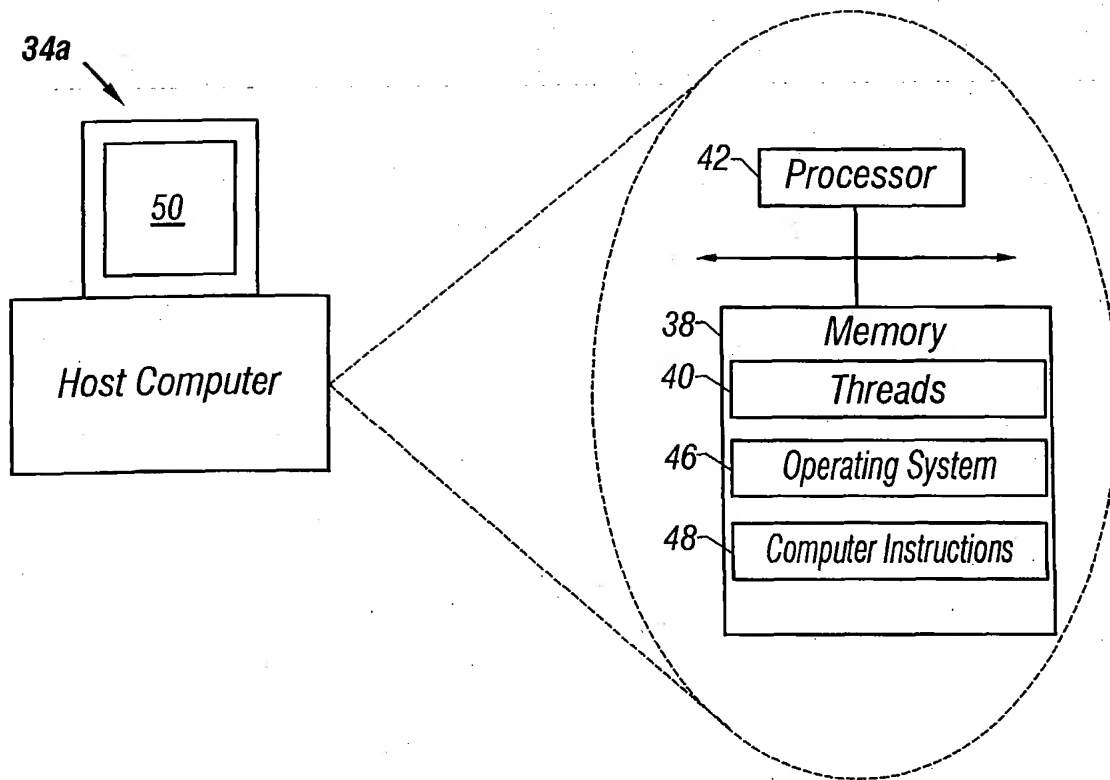 34a
50
Host Computer
42
Processor
38
Memory
40
Threads
46
Operating System
48
Computer Instructions